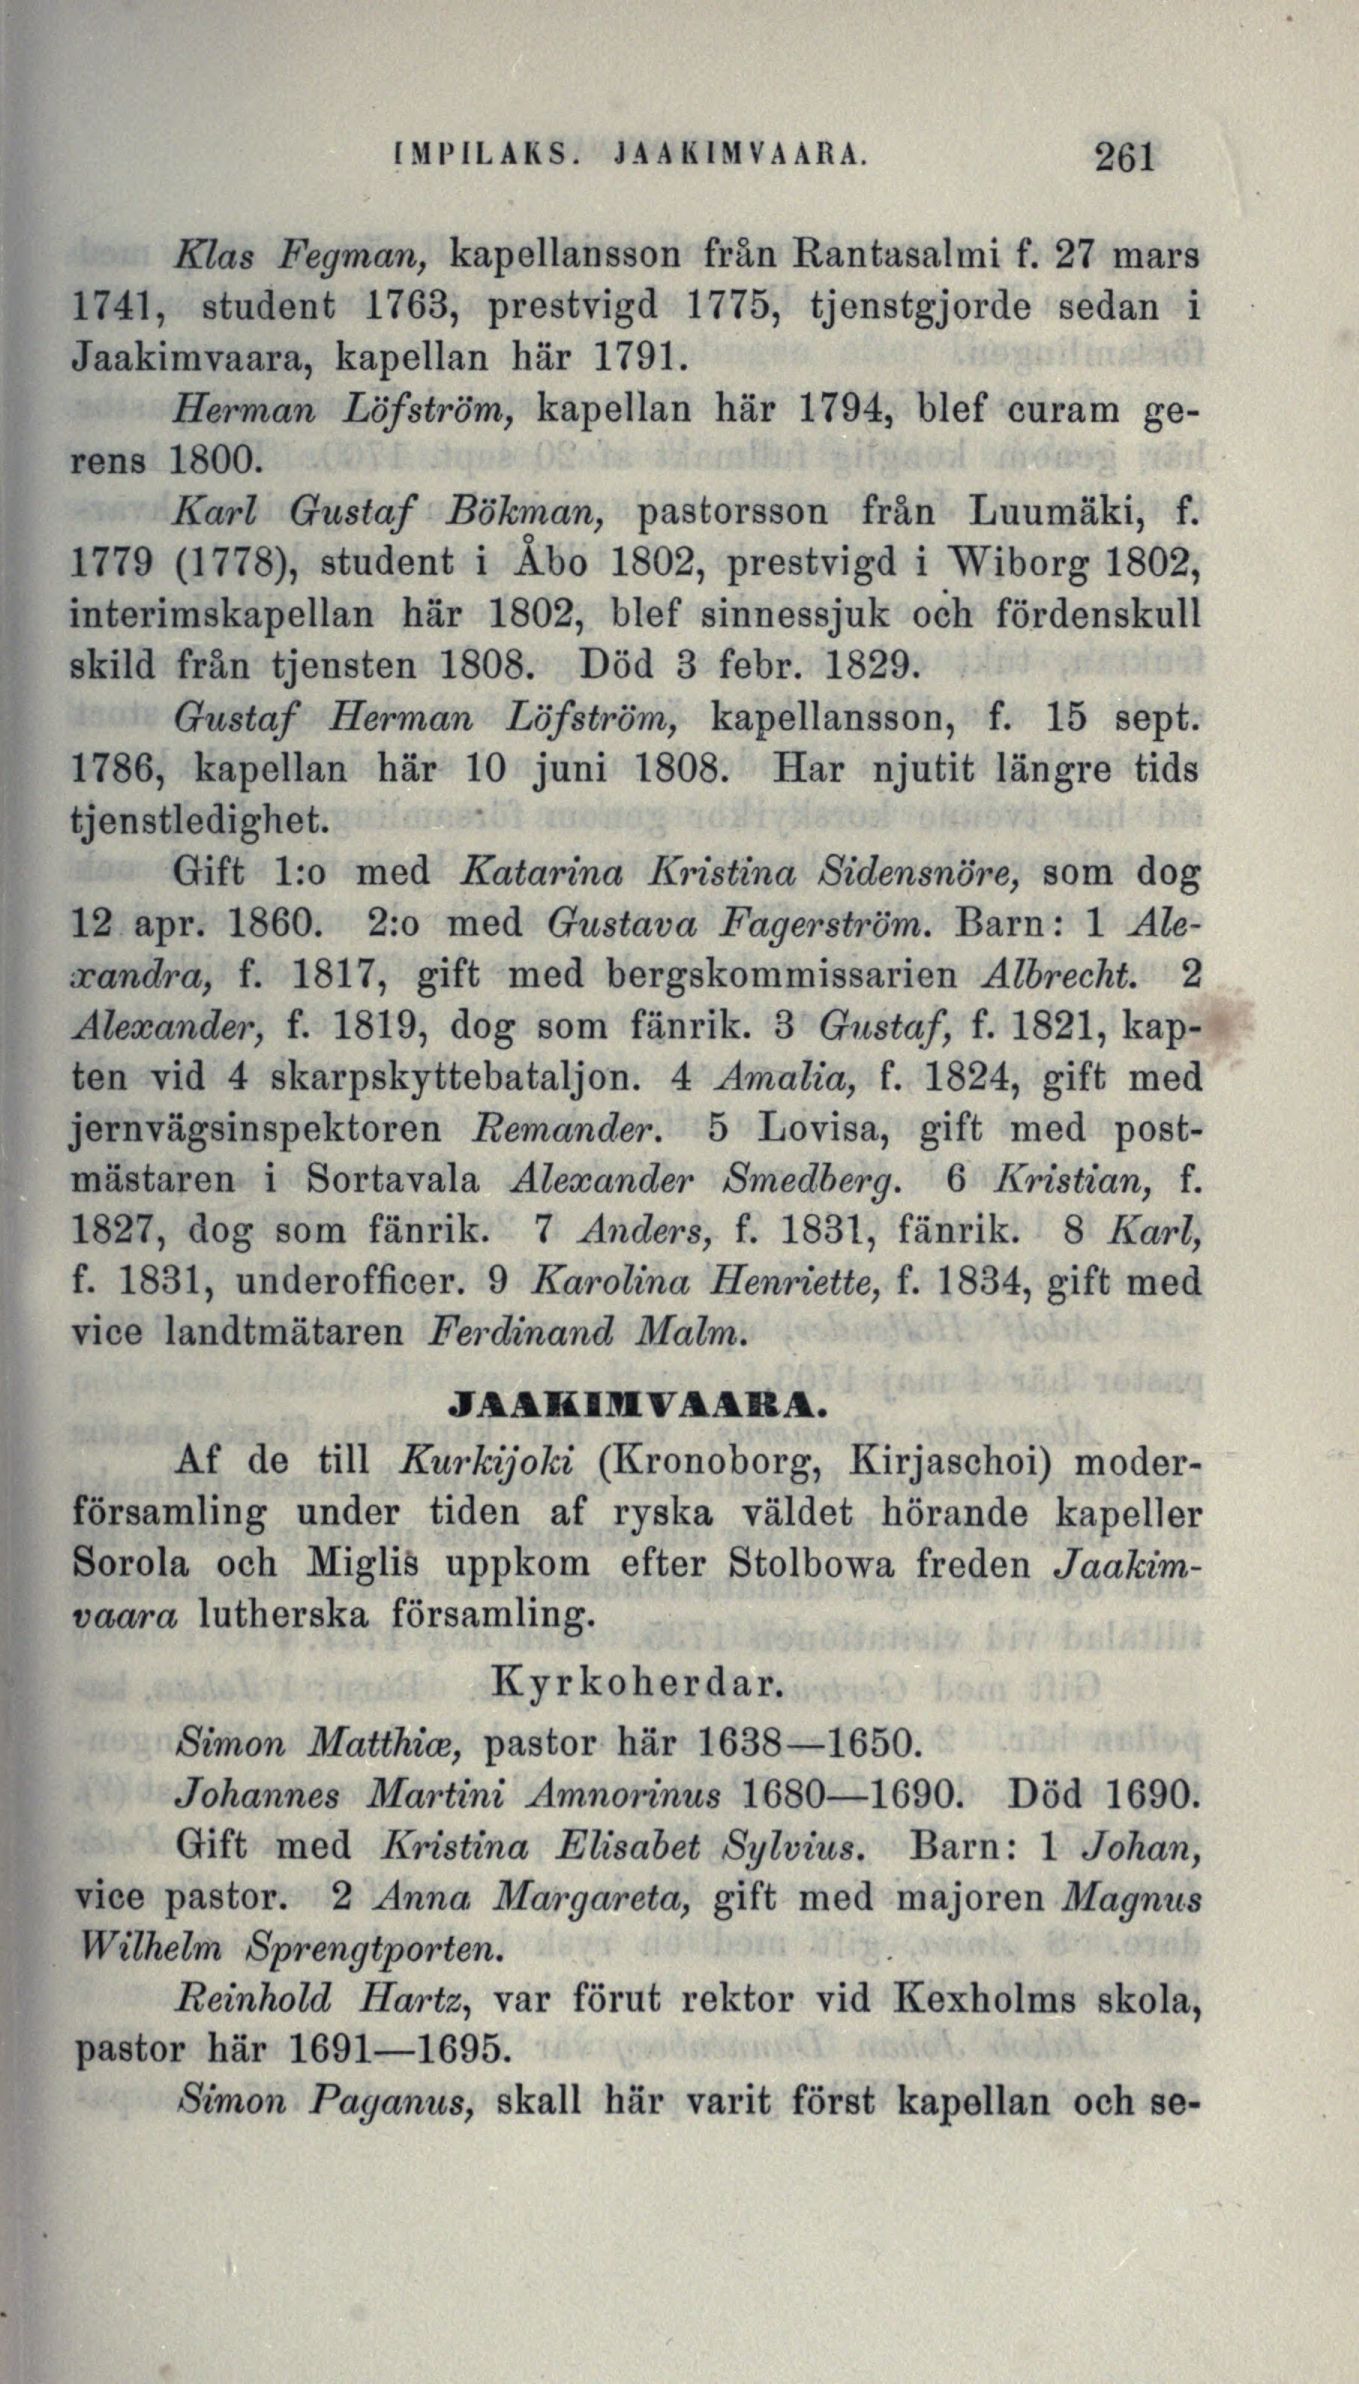 IMPILAKS. JAAKIMVAARA. 261
Klas Fegman, kapellansson från Rantasalmi f. 27 mars
1741, student 1763, prestvigd 1775, tjenstgjorde sedan i
Jaakimvaara, kapellan här 1791.
Herman Löfström, kapellan här 1794, blef curam ge-
rens 1800.
Karl Gustaf Bökman, pastorsson från Luumäki, f.
1779 (1778), student i Åbo 1802, prestvigd i Wiborg 1802,
interimskapellan här 1802, blef sinnessjuk och fördenskull
skild från tjensten 1808. Död 3 febr. 1829.
Gustaf Herman Löfström, kapellansson, f. 15 sept.
1786, kapellan här 10 juni 1808. Har njutit längre tids
tjenstledighet.
Gift 1:o med Katarina Kristina Sidensnöre, som dog
12 apr. 1860. 2:o med Gustava Fagerström. Barn: 1 Ale-
xandra, f. 1817, gift med bergskommissarien Albrecht. 2
Alexander, f. 1819, dog som fänrik. 3 Gustaf, f. 1821, kap-
ten vid 4 skarpskyttebataljon. 4 Amalia, f. 1824, gift med
jernvägsinspektoren Remander. 5 Lovisa, gift med post-
mästaren i Sortavala Alexander Smedberg. 6 Kristian, f.
1827, dog som fänrik. 7 Anders, f. 1831, fänrik. 8 Karl,
f. 1831, underofficer. 9 Karolina Henriette, f. 1834, gift med
vice landtmätaren Ferdinand Malm.
JAAKIMVAARA.
Af de till Kurkijoki (Kronoborg, Kirjaschoi) moder-
församling under tiden af ryska väldet hörande kapeller
Sorola och Miglis uppkom efter Stolbowa freden Jaakim-
vaara lutherska församling.
Kyrkoherdar.
Simon Matthiæ, pastor här 1638—1650.
Johannes Martini Amnorinus 1680—1690. Död 1690.
Gift med Kristina Elisabet Sylvius. Barn: 1 Johan,
vice pastor. 2 Anna Margareta, gift med majoren Magnus
Wilhelm Sprengtporten.
Reinhold Hartz, var förut rektor vid Kexholms skola,
pastor här 1691—1695.
Simon Paganus, skall här varit först kapellan och se-